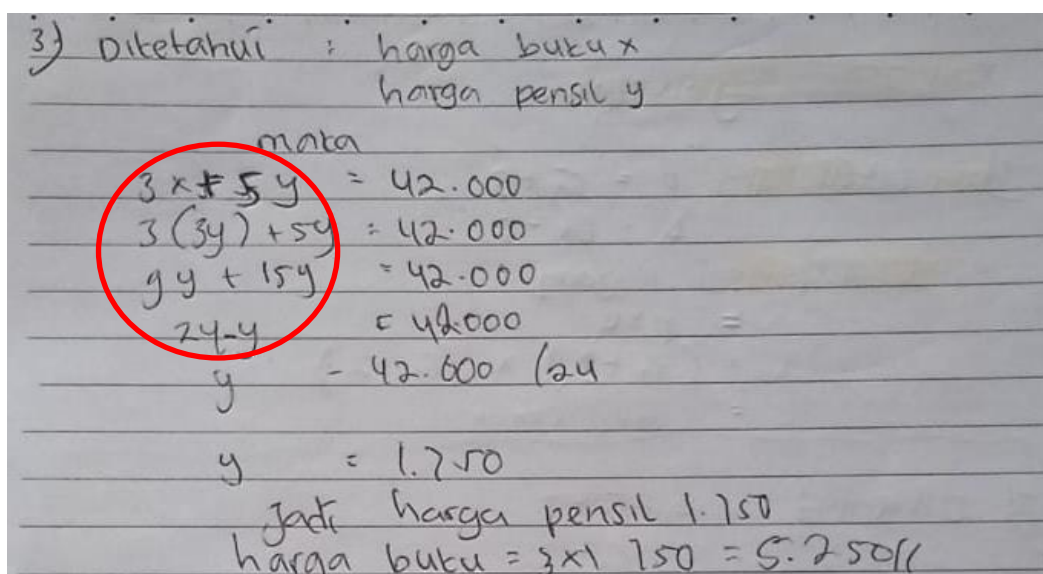 3) Diketahui : harga buku x
harga pensil y
maka
3x + 5y = 42.000
3(3y) + 5y = 42.000
9y + 15y = 42.000
24y = 42.000
y = 42.000 /24
y = 1.750
Jadi harga pensil 1.750
harga buku = 3x1 750 = 5.250//